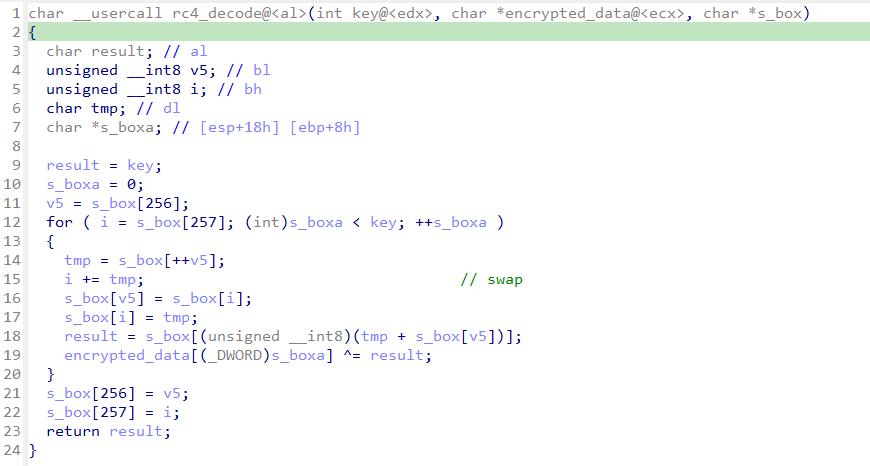 1 char __usercall rc4_decode@<al>(int key@<edx>, char *encrypted_data@<ecx>, char *s_box)
2 {
3   char result; // al
4   unsigned __int8 v5; // bl
5   unsigned __int8 i; // bh
6   char tmp; // dl
7   char *s_boxa; // [esp+18h] [ebp+8h]
8
9   result = key;
10   s_boxa = 0;
11   v5 = s_box[256];
12   for ( i = s_box[257]; (int)s_boxa < key; ++s_boxa )
13   {
14     tmp = s_box[++v5];
15     i += tmp;                                   // swap
16     s_box[v5] = s_box[i];
17     s_box[i] = tmp;
18     result = s_box[(unsigned __int8)(tmp + s_box[v5])];
19     encrypted_data[(_DWORD)s_boxa] ^= result;
20   }
21   s_box[256] = v5;
22   s_box[257] = i;
23   return result;
24 }